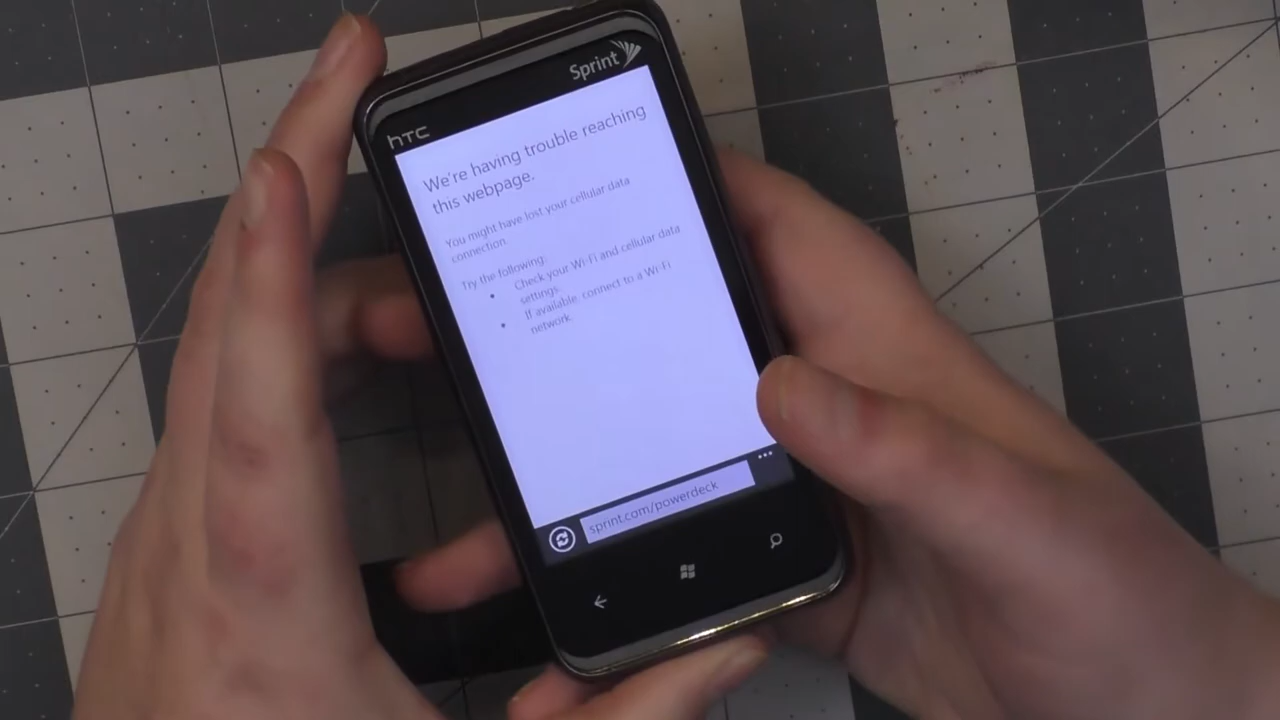 Sprint
hTC
We're having trouble reaching
this webpage.
You might have lost your cellular data
connection.
Try the following:
• Check your Wi-Fi and cellular data
settings.
• If available, connect to a Wi-Fi
network.
sprint.com/powerdeck